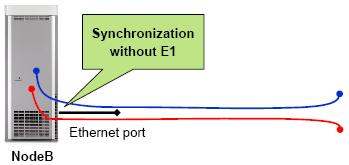 Synchronization
without E1
Ethernet port
NodeB